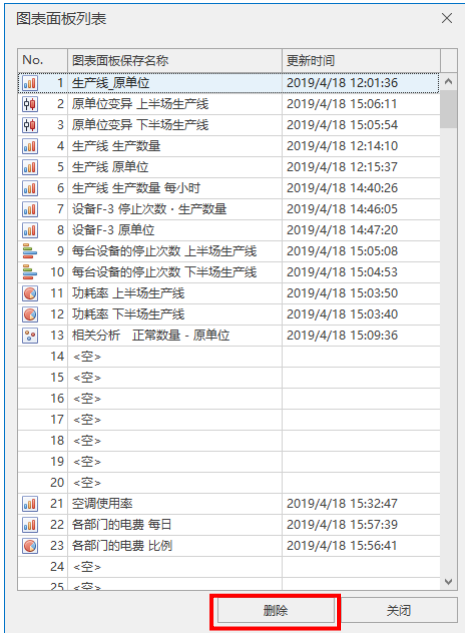 图表面板列表
No. 图表面板保存名称 更新时间
1 生产线_原单位 2019/4/18 12:01:36
2 原单位变异 上半场生产线 2019/4/18 15:06:11
3 原单位变异 下半场生产线 2019/4/18 15:05:54
4 生产线 生产数量 2019/4/18 12:14:10
5 生产线 原单位 2019/4/18 12:15:37
6 生产线 生产数量 每小时 2019/4/18 14:40:26
7 设备F-3 停止次数・生产数量 2019/4/18 14:46:05
8 设备F-3 原单位 2019/4/18 14:47:20
9 每台设备的停止次数 上半场生产线 2019/4/18 15:05:08
10 每台设备的停止次数 下半场生产线 2019/4/18 15:04:53
11 功耗率 上半场生产线 2019/4/18 15:03:50
12 功耗率 下半场生产线 2019/4/18 15:03:40
13 相关分析 正常数量 - 原单位 2019/4/18 15:09:36
14 <空>
15 <空>
16 <空>
17 <空>
18 <空>
19 <空>
20 <空>
21 空调使用率 2019/4/18 15:32:47
22 各部门的电费 每日 2019/4/18 15:57:39
23 各部门的电费 比例 2019/4/18 15:56:41
24 <空>
25 <空>
删除 关闭